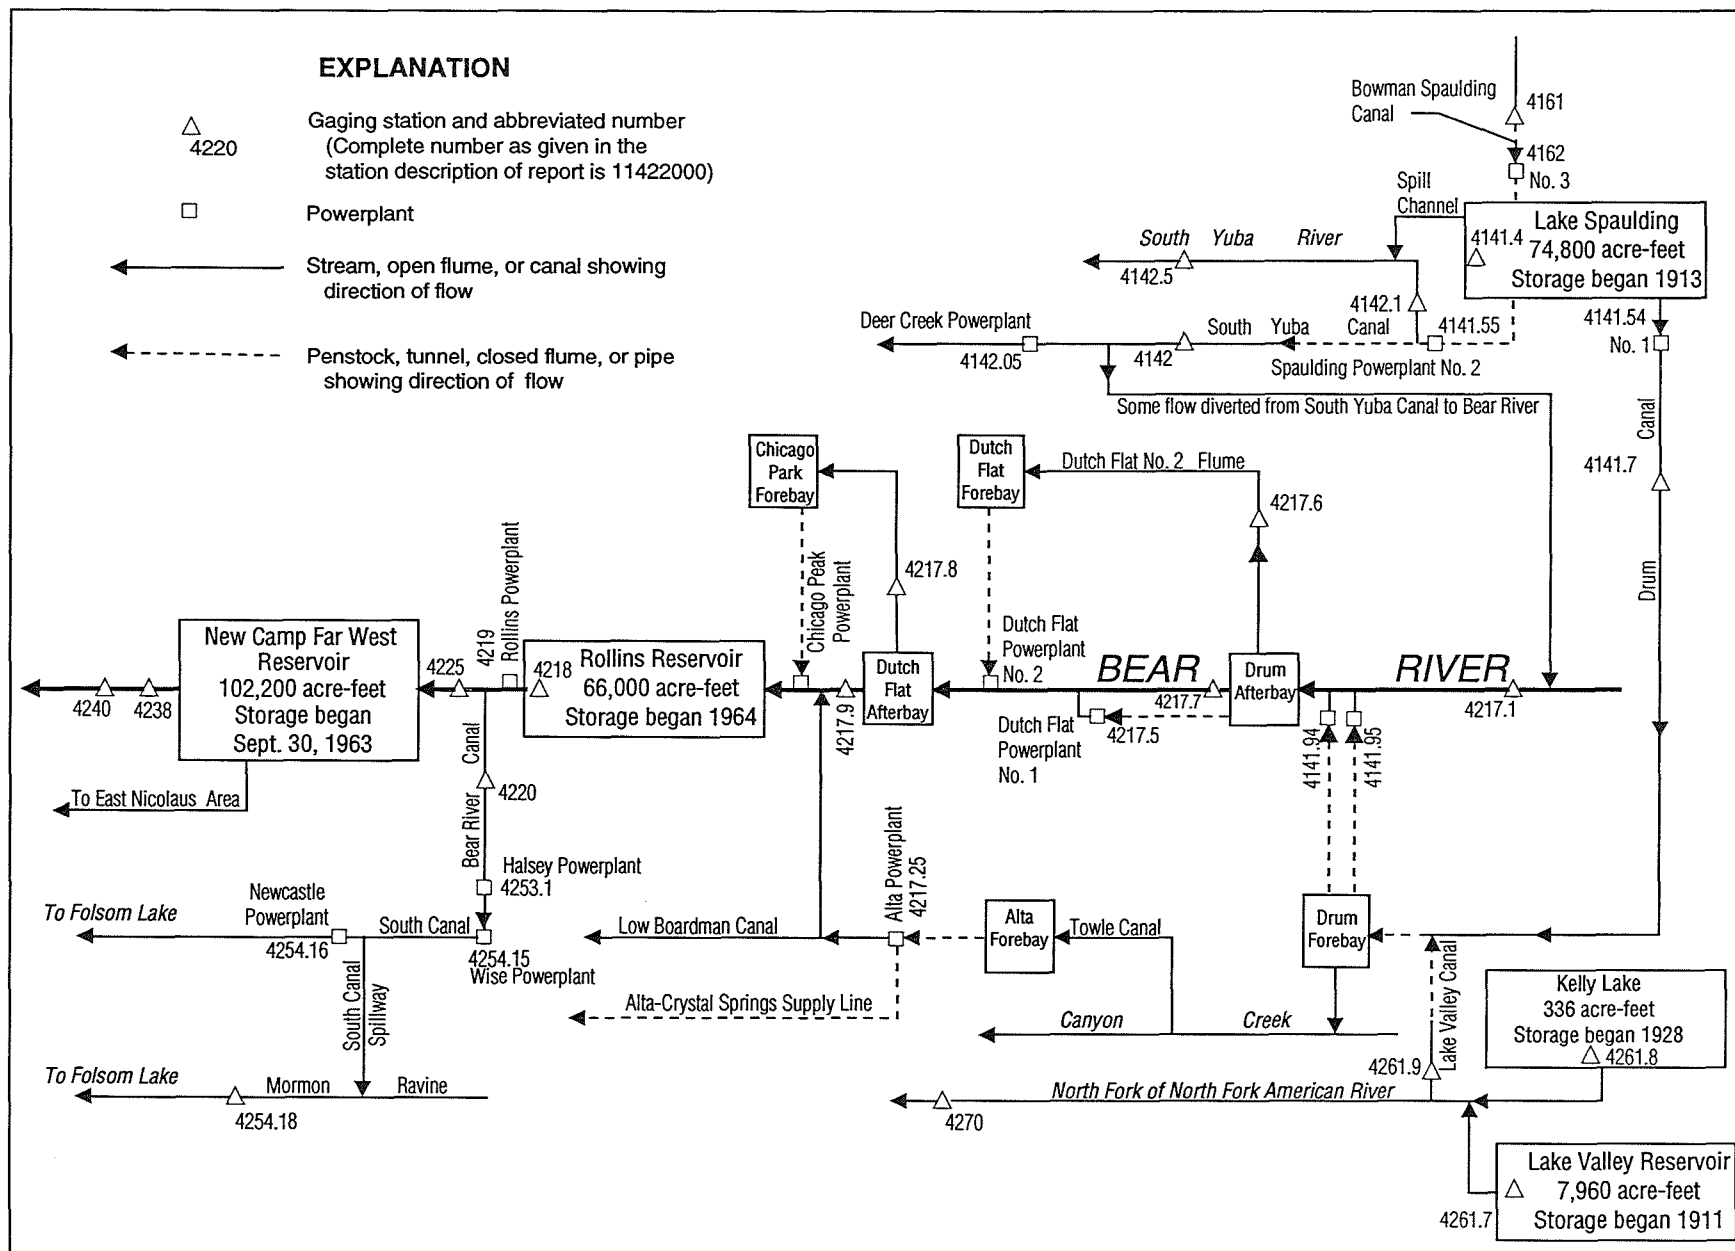 EXPLANATION
4220
Gaging station and abbreviated number
(Complete number as given in the
station description of report is 11422000)
Powerplant
Stream, open flume, or canal showing
direction of flow
Penstock, tunnel, closed flume, or pipe
showing direction of flow
Bowman Spaulding
Canal
4161
4162
No. 3
Spill
Channel
Lake Spaulding
4141.4
74,800 acre-feet
Storage began 1913
South Yuba River
4142.5
4142.1
4141.55
4141.54
No. 1
Deer Creek Powerplant
4142.05
4142
South Yuba Canal
Spaulding Powerplant No. 2
Some flow diverted from South Yuba Canal to Bear River
Canal
4141.7
Drum
Chicago
Park
Forebay
Dutch
Flat
Forebay
Dutch Flat No. 2 Flume
4217.6
4217.8
Chicago Peak
Powerplant
Dutch Flat
Powerplant
No. 2
BEAR RIVER
New Camp Far West
Reservoir
102,200 acre-feet
Storage began
Sept. 30, 1963
4240
4238
4225
4219
Rollins Powerplant
4218
Rollins Reservoir
66,000 acre-feet
Storage began 1964
4217.9
Dutch
Flat
Afterbay
Drum
Afterbay
4217.7
4217.1
4217.5
Dutch Flat
Powerplant
No. 1
4141.94
4141.95
To East Nicolaus Area
Bear River Canal
4220
Halsey Powerplant
4253.1
Newcastle
Powerplant
To Folsom Lake
4254.16
South Canal
4254.15
Wise Powerplant
South Canal
Spillway
To Folsom Lake
Mormon Ravine
4254.18
Low Boardman Canal
Alta Powerplant
4217.25
Alta
Forebay
Towle Canal
Drum
Forebay
Alta-Crystal Springs Supply Line
Canyon Creek
Lake Valley Canal
4261.9
Kelly Lake
336 acre-feet
Storage began 1928
4261.8
North Fork of North Fork American River
4270
Lake Valley Reservoir
7,960 acre-feet
Storage began 1911
4261.7